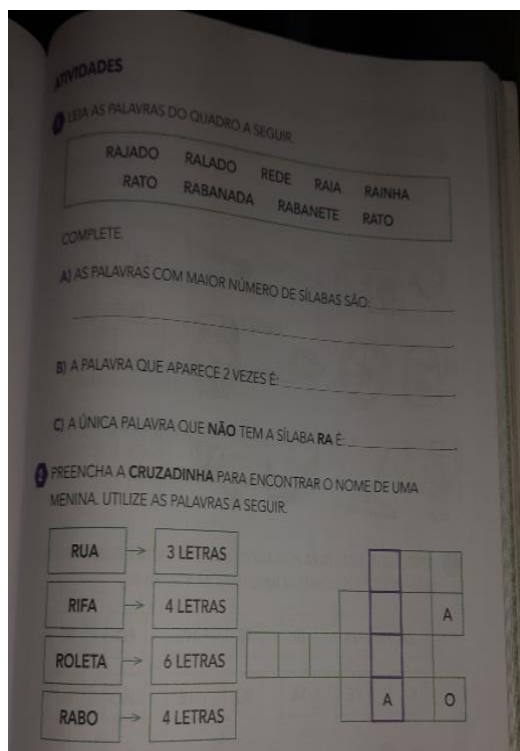 ATIVIDADES
1 LEIA AS PALAVRAS DO QUADRO A SEGUIR.
RAJADO RALADO REDE RAIA RAINHA
RATO RABANADA RABANETE RATO
COMPLETE.
A) AS PALAVRAS COM MAIOR NÚMERO DE SÍLABAS SÃO:
B) A PALAVRA QUE APARECE 2 VEZES É:
C) A ÚNICA PALAVRA QUE NÃO TEM A SÍLABA RA É:
2 PREENCHA A CRUZADINHA PARA ENCONTRAR O NOME DE UMA
MENINA. UTILIZE AS PALAVRAS A SEGUIR.
RUA → 3 LETRAS
RIFA → 4 LETRAS
A
ROLETA → 6 LETRAS
RABO → 4 LETRAS
A O